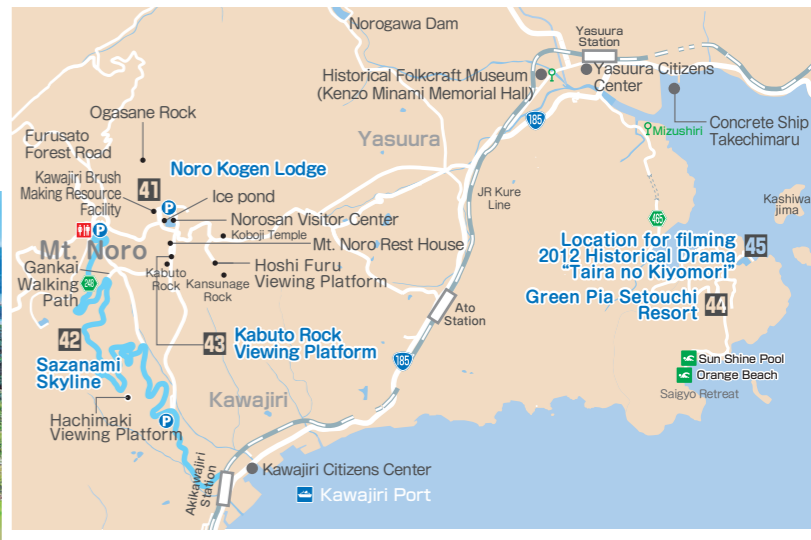 Norogawa Dam
Yasuura
Station
Historical Folkcraft Museum
(Kenzo Minami Memorial Hall)
Yasuura Citizens
Center
Ogasane Rock
185
Concrete Ship
Takechimaru
Mizushiri
Furusato
Forest Road
Yasuura
Noro Kogen Lodge
Kawajiri Brush
Making Resource
Facility
41
P
Ice pond
JR Kure
Line
Kashiwa
jima
Norosan Visitor Center
465
P
Koboji Temple
Mt. Noro
Mt. Noro Rest House
Location for filming
2012 Historical Drama
"Taira no Kiyomori"
45
Gankai
Walking
Path
248
Kabuto
Rock
Kansunage
Rock
Hoshi Furu
Viewing Platform
Green Pia Setouchi
Resort
44
Ato
Station
42
Sazanami
Skyline
43
Kabuto Rock
Viewing Platform
185
Sun Shine Pool
Orange Beach
Saigyo Retreat
Kawajiri
Hachimaki
Viewing Platform
P
Akikawajiri
Station
Kawajiri Citizens Center
Kawajiri Port